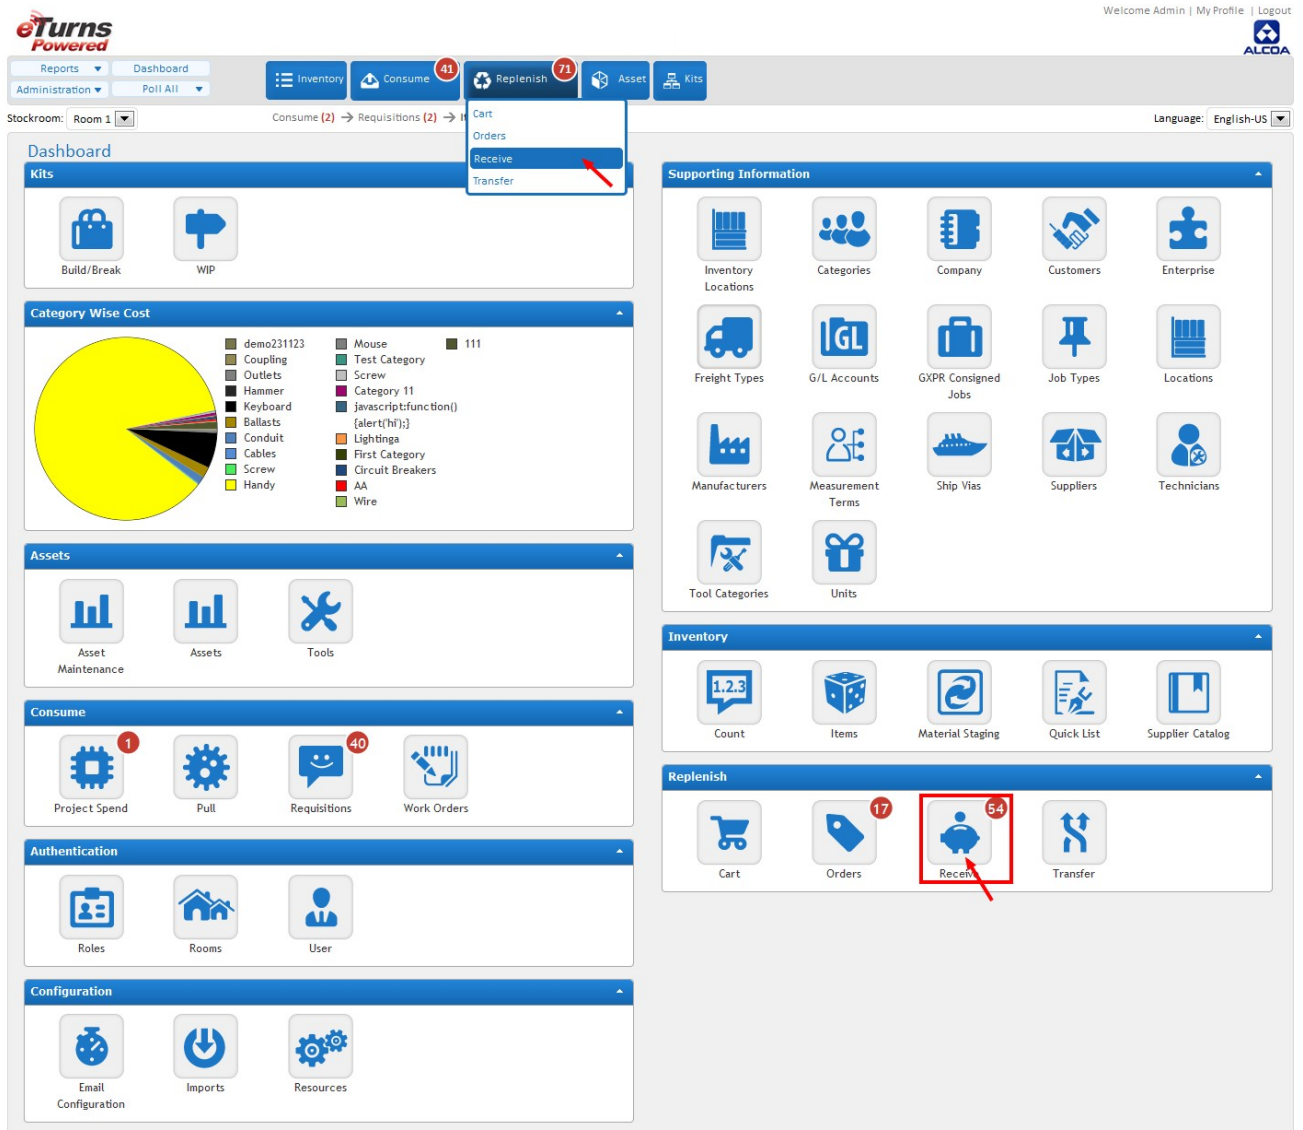 Welcome Admin | My Profile | Logout
eTurns
Powered
ALCOA
Reports Dashboard
Administration Poll All
Inventory Consume 41 Replenish 71 Asset Kits
Stockroom: Room 1 Consume (2) → Requisitions (2) → Language: English-US
Cart
Orders
Receive
Transfer
Dashboard
Kits
Build/Break WIP
Category Wise Cost
demo231123
Coupling
Outlets
Hammer
Keyboard
Ballasts
Conduit
Cables
Screw
Handy
Mouse
Test Category
Screw
Category 11
javascript:function()
{alert('hi');}
Lightinga
First Category
Circuit Breakers
AA
Wire
111
Assets
Asset
Maintenance
Assets
Tools
Consume
1 40
Project Spend Pull Requisitions Work Orders
Authentication
Roles Rooms User
Configuration
Email
Configuration
Imports
Resources
Supporting Information
Inventory
Locations
Categories
Company
Customers
Enterprise
GL
Freight Types
G/L Accounts
GXPR Consigned
Jobs
Job Types
Locations
Manufacturers
Measurement
Terms
Ship Vias
Suppliers
Technicians
Tool Categories
Units
Inventory
1.2.3
Count Items Material Staging Quick List Supplier Catalog
Replenish
17 54
Cart Orders Receive Transfer